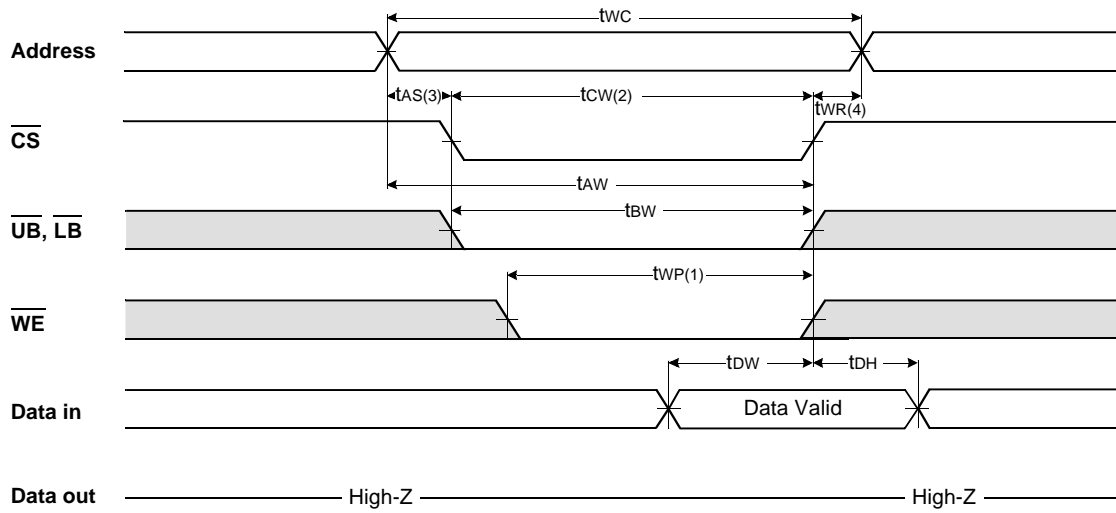 tWC
Address
tAS(3) tCW(2) tWR(4)
CS
tAW
UB, LB
tBW
tWP(1)
WE
tDW tDH
Data in Data Valid
Data out High-Z High-Z